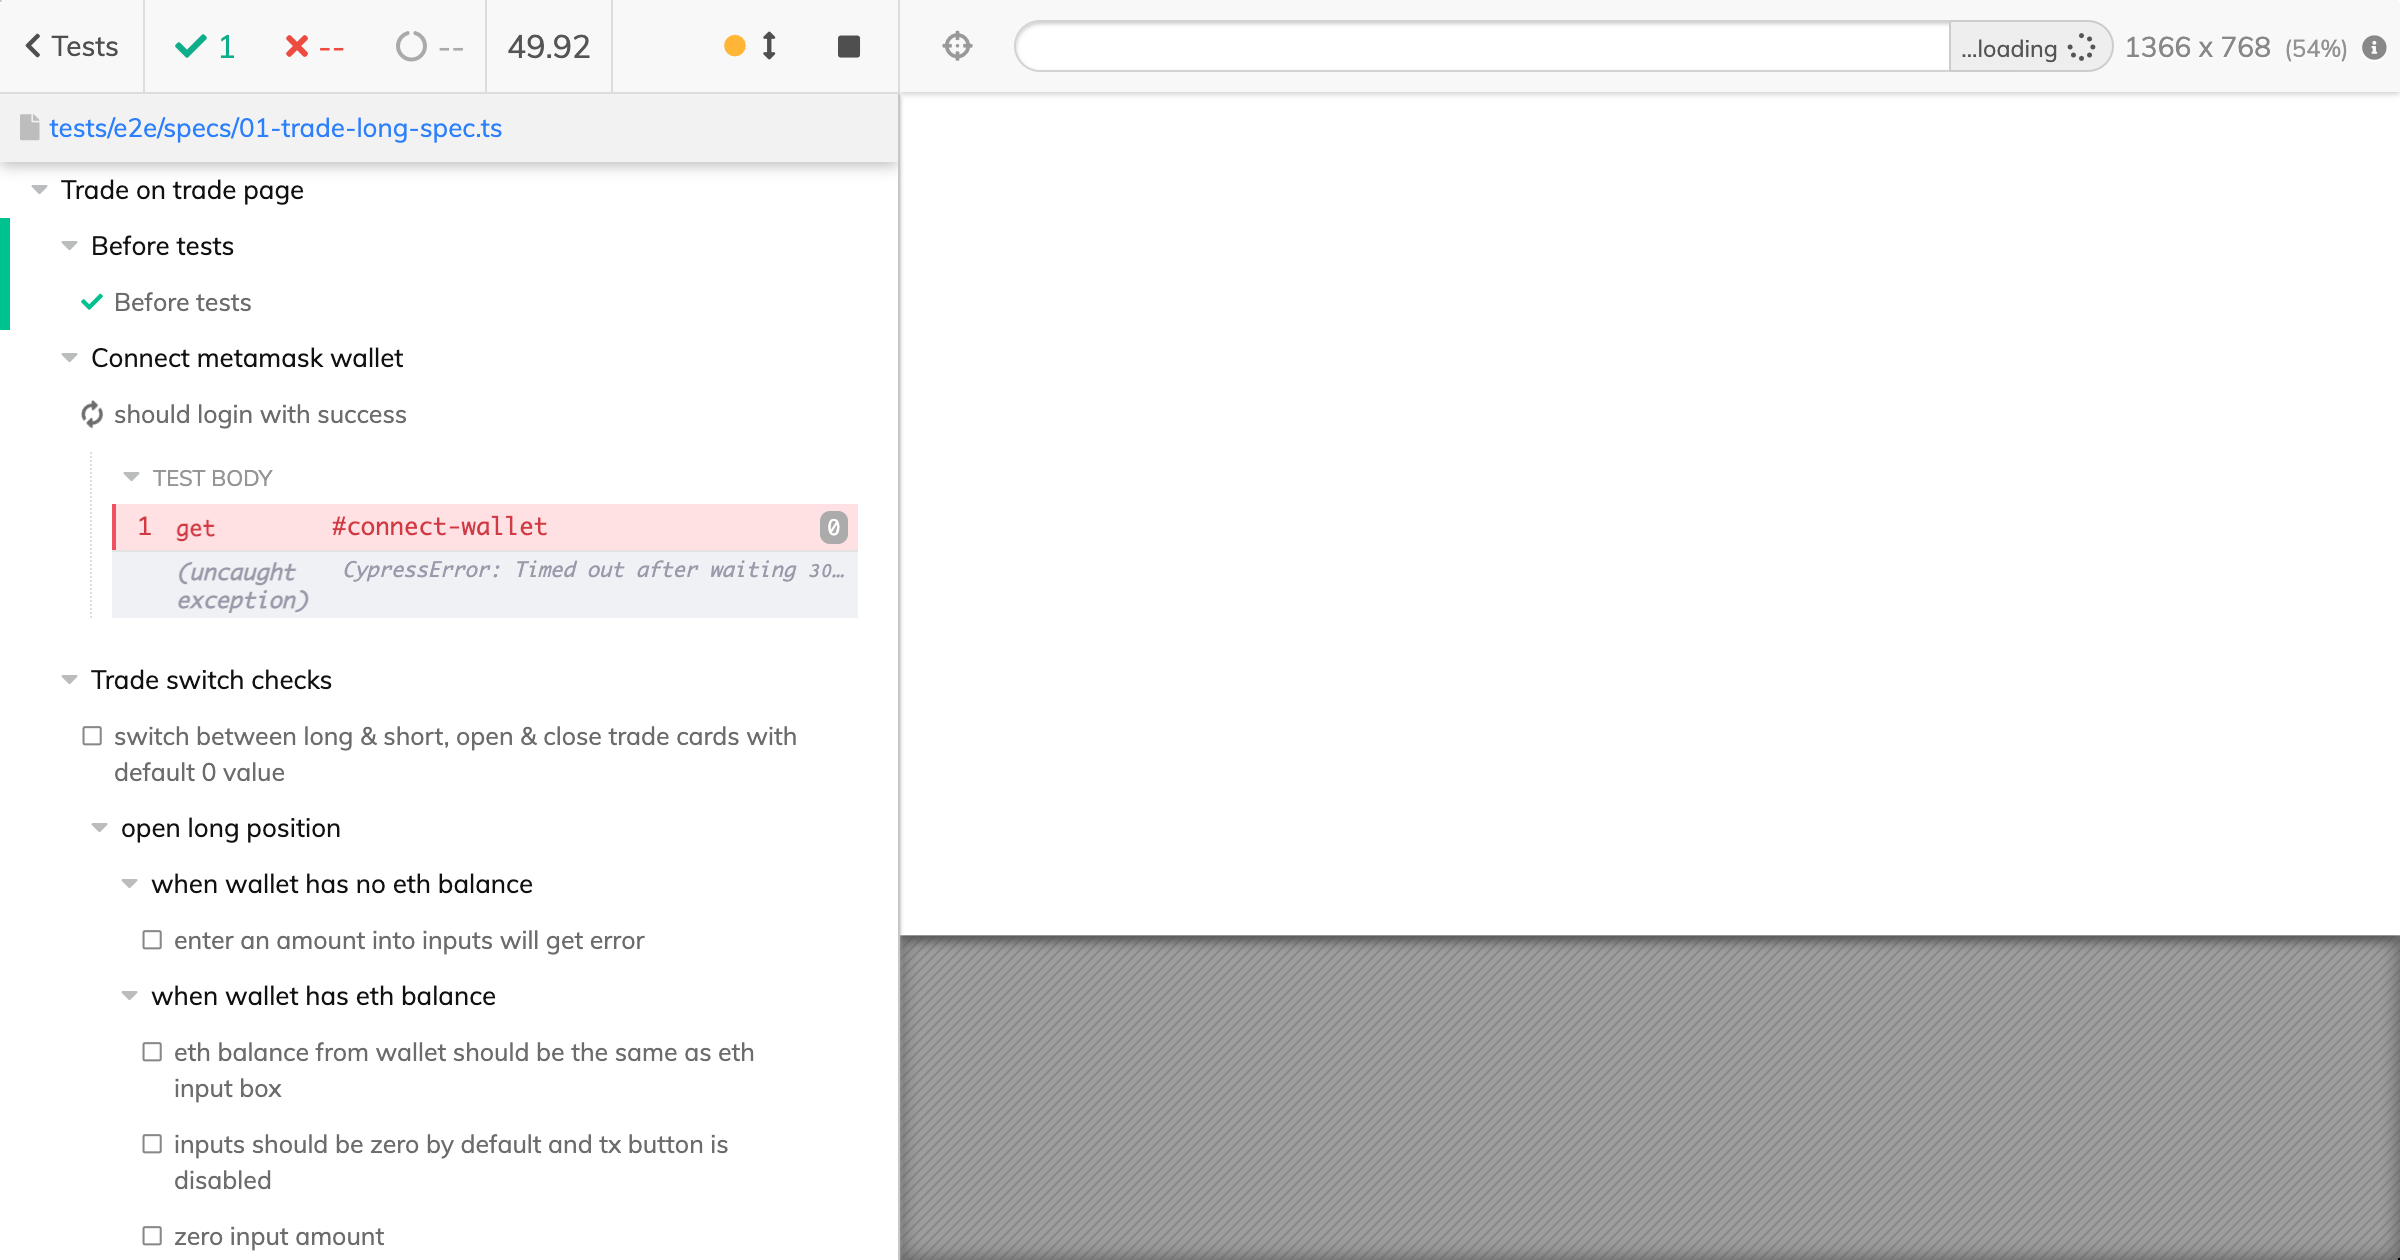 Tests 1 -- -- 49.92
...loading 1366 x 768 (54%)
tests/e2e/specs/01-trade-long-spec.ts
Trade on trade page
Before tests
Before tests
Connect metamask wallet
should login with success
TEST BODY
1 get #connect-wallet 0
(uncaught exception) CypressError: Timed out after waiting 30…
Trade switch checks
switch between long & short, open & close trade cards with
default 0 value
open long position
when wallet has no eth balance
enter an amount into inputs will get error
when wallet has eth balance
eth balance from wallet should be the same as eth
input box
inputs should be zero by default and tx button is
disabled
zero input amount